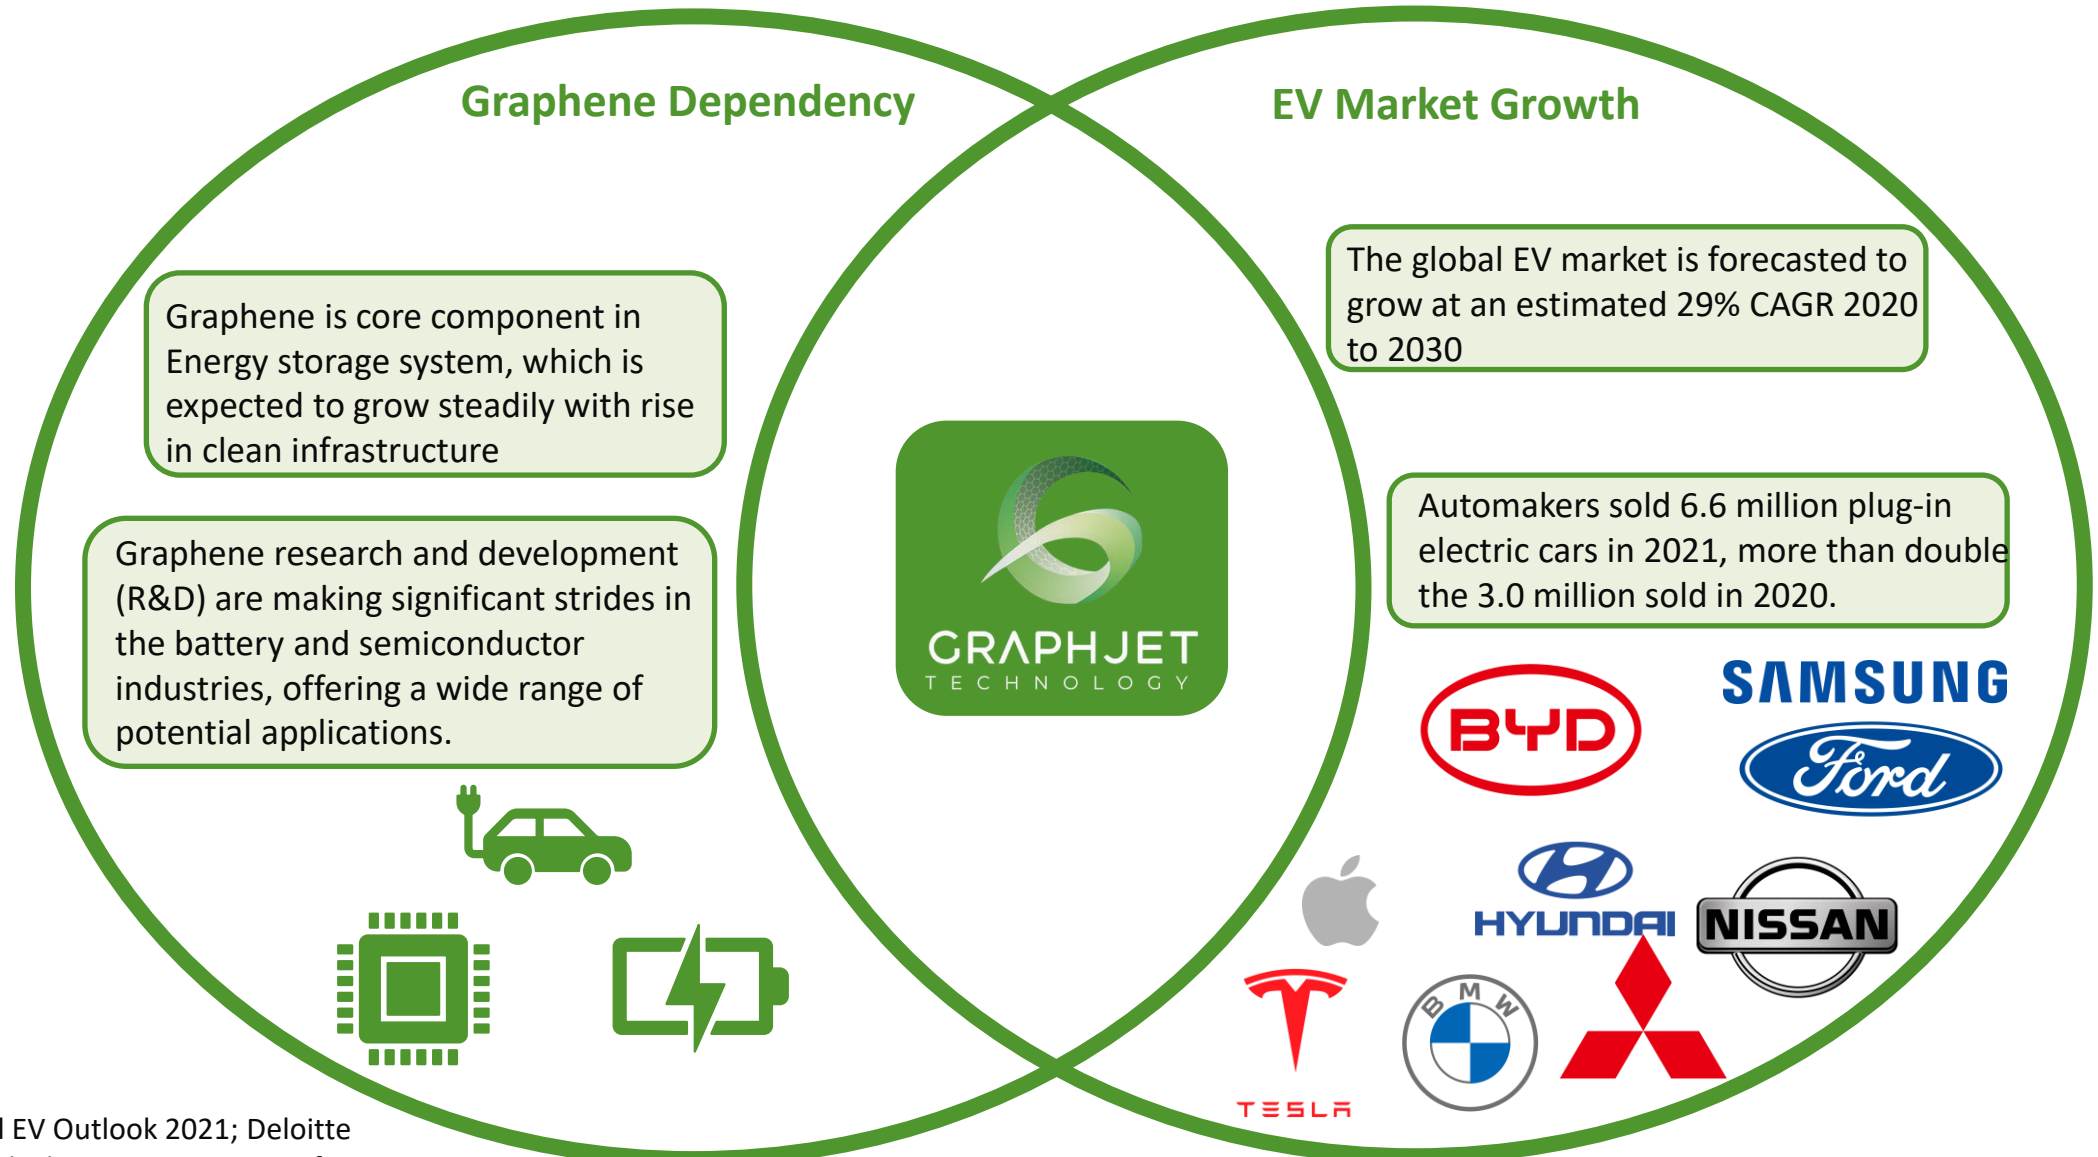 Graphene Dependency
EV Market Growth
Graphene is core component in
Energy storage system, which is
expected to grow steadily with rise
in clean infrastructure
Graphene research and development
(R&D) are making significant strides in
the battery and semiconductor
industries, offering a wide range of
potential applications.
GRAPHJET
TECHNOLOGY
The global EV market is forecasted to
grow at an estimated 29% CAGR 2020
to 2030
Automakers sold 6.6 million plug-in
electric cars in 2021, more than double
the 3.0 million sold in 2020.
BYD
SAMSUNG
Ford
HYUNDAI
NISSAN
TESLA
BMW
EV Outlook 2021; Deloitte